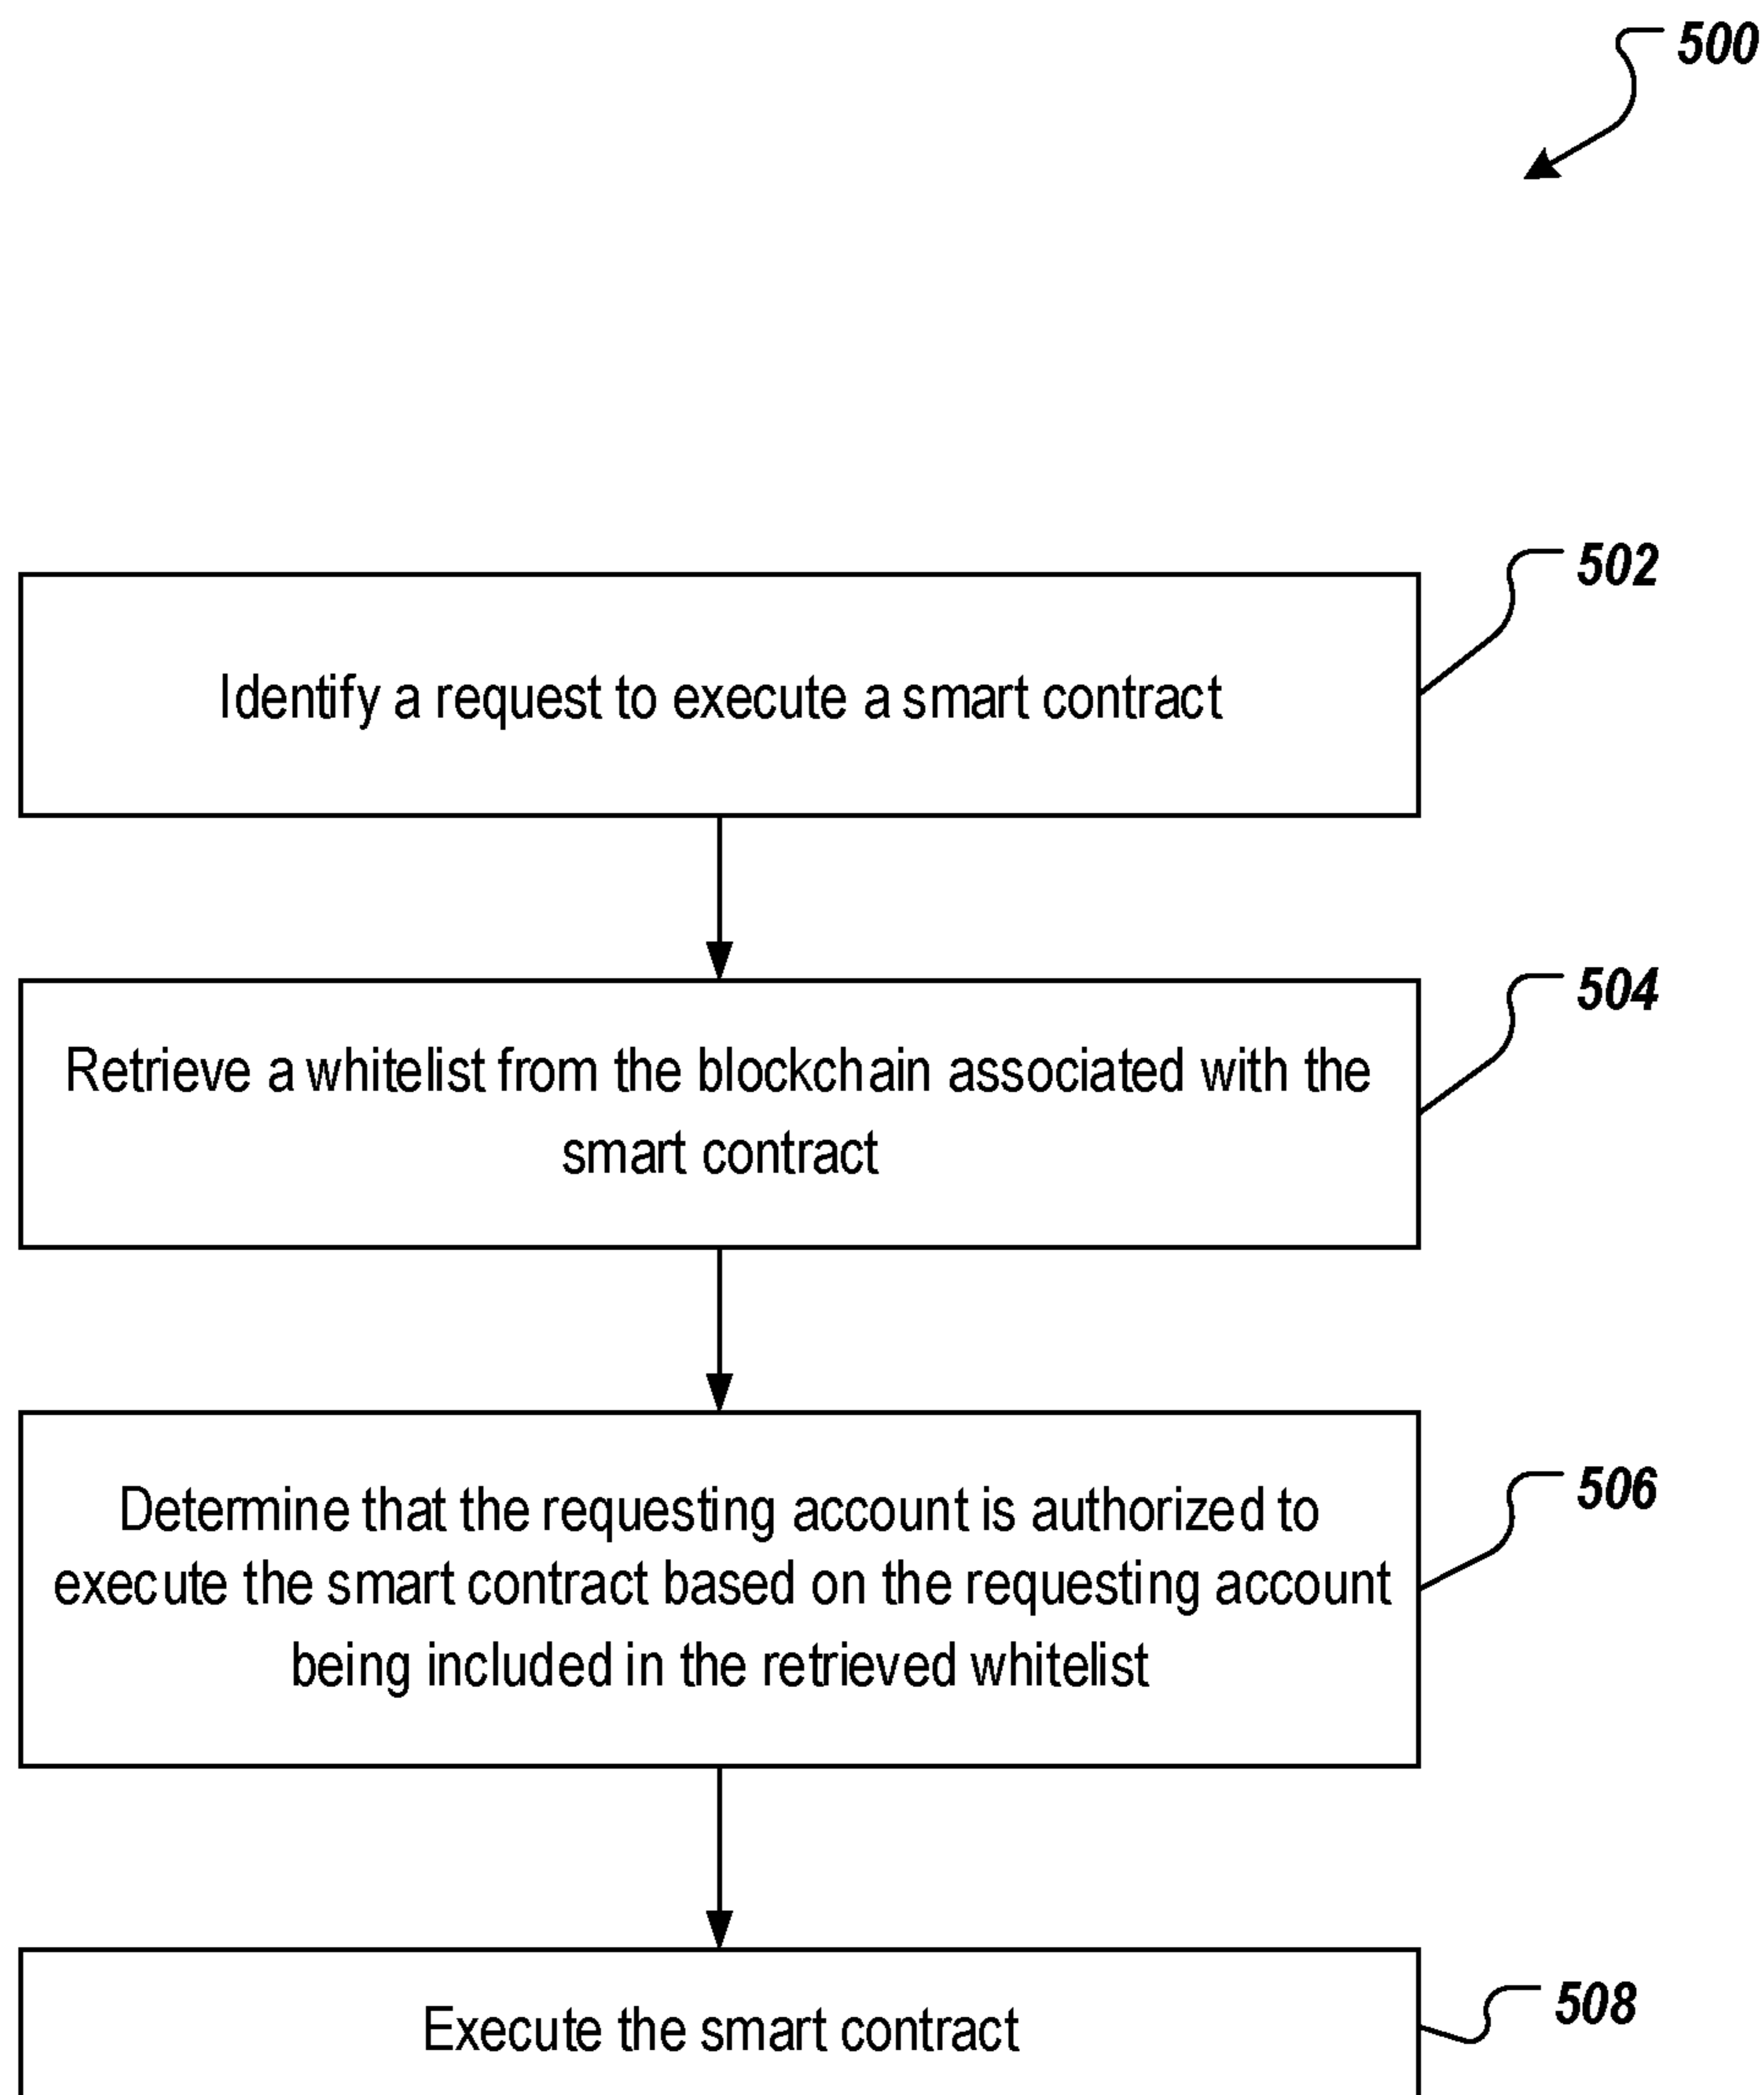 500
502
Identify a request to execute a smart contract
504
Retrieve a whitelist from the blockchain associated with the
smart contract
506
Determine that the requesting account is authorized to
execute the smart contract based on the requesting account
being included in the retrieved whitelist
508
Execute the smart contract